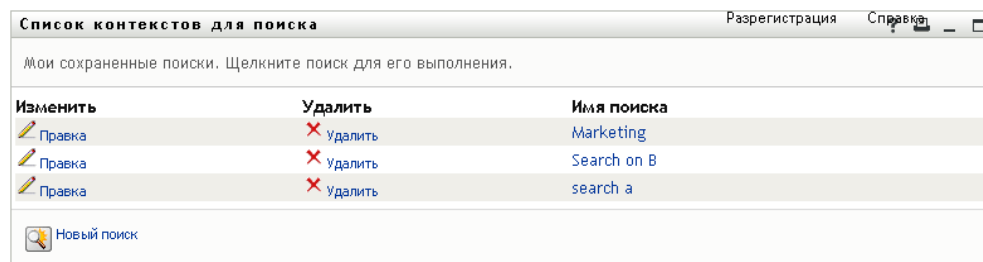 Список контекстов для поиска Разрегистрация Справка
Мои сохраненные поиски. Щелкните поиск для его выполнения.
Изменить Удалить Имя поиска
Правка Удалить Marketing
Правка Удалить Search on B
Правка Удалить search a
Новый поиск